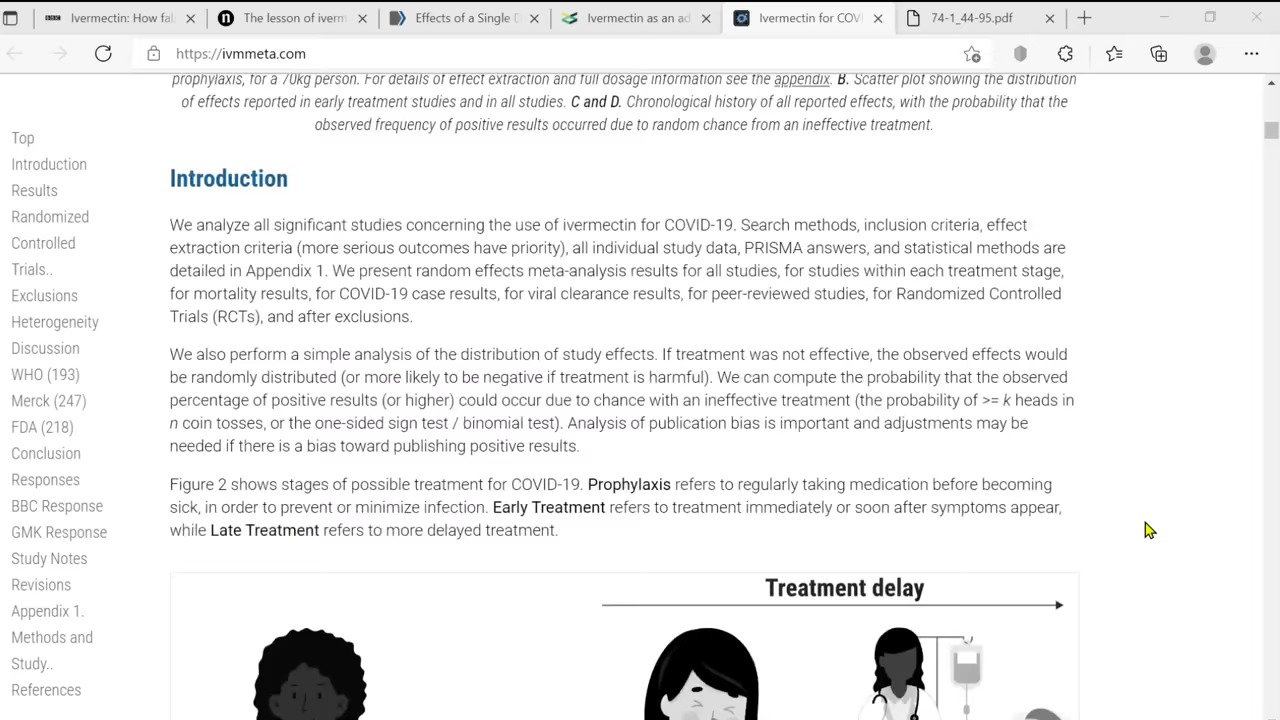 BBC
Ivermectin: How fal
n
The lesson of iverm
Effects of a Single D
Ivermectin as an ad
Ivermectin for COVI
74-1_44-95.pdf
https://ivmmeta.com
prophylaxis, for a 70kg person. For details of effect extraction and full dosage information see the appendix. B. Scatter plot showing the distribution
of effects reported in early treatment studies and in all studies. C and D. Chronological history of all reported effects, with the probability that the
observed frequency of positive results occurred due to random chance from an ineffective treatment.
Top
Introduction
Results
Randomized
Controlled
Trials..
Exclusions
Heterogeneity
Discussion
WHO (193)
Merck (247)
FDA (218)
Conclusion
Responses
BBC Response
GMK Response
Study Notes
Revisions
Appendix 1.
Methods and
Study..
References
Introduction
We analyze all significant studies concerning the use of ivermectin for COVID-19. Search methods, inclusion criteria, effect
extraction criteria (more serious outcomes have priority), all individual study data, PRISMA answers, and statistical methods are
detailed in Appendix 1. We present random effects meta-analysis results for all studies, for studies within each treatment stage,
for mortality results, for COVID-19 case results, for viral clearance results, for peer-reviewed studies, for Randomized Controlled
Trials (RCTs), and after exclusions.
We also perform a simple analysis of the distribution of study effects. If treatment was not effective, the observed effects would
be randomly distributed (or more likely to be negative if treatment is harmful). We can compute the probability that the observed
percentage of positive results (or higher) could occur due to chance with an ineffective treatment (the probability of >= k heads in
n coin tosses, or the one-sided sign test / binomial test). Analysis of publication bias is important and adjustments may be
needed if there is a bias toward publishing positive results.
Figure 2 shows stages of possible treatment for COVID-19. Prophylaxis refers to regularly taking medication before becoming
sick, in order to prevent or minimize infection. Early Treatment refers to treatment immediately or soon after symptoms appear,
while Late Treatment refers to more delayed treatment.
Treatment delay